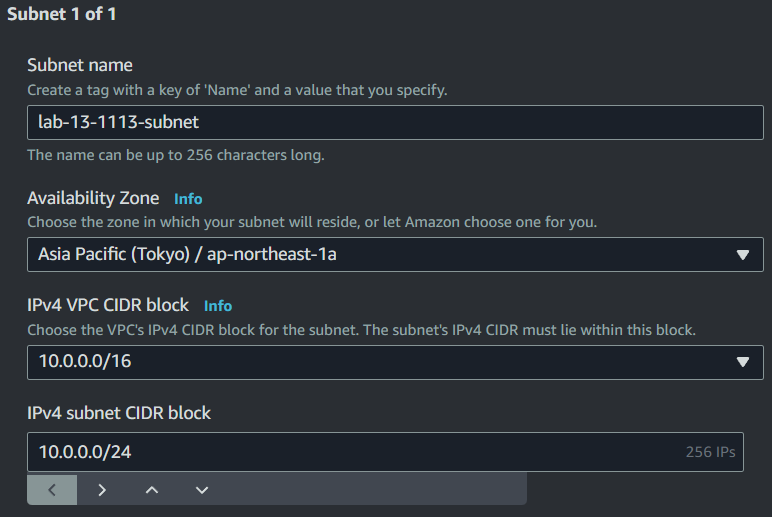 Subnet 1 of 1
Subnet name
Create a tag with a key of 'Name' and a value that you specify.
lab-13-1113-subnet
The name can be up to 256 characters long.
Availability Zone Info
Choose the zone in which your subnet will reside, or let Amazon choose one for you.
Asia Pacific (Tokyo) / ap-northeast-1a
IPv4 VPC CIDR block Info
Choose the VPC's IPv4 CIDR block for the subnet. The subnet's IPv4 CIDR must lie within this block.
10.0.0.0/16
IPv4 subnet CIDR block
10.0.0.0/24 256 IPs